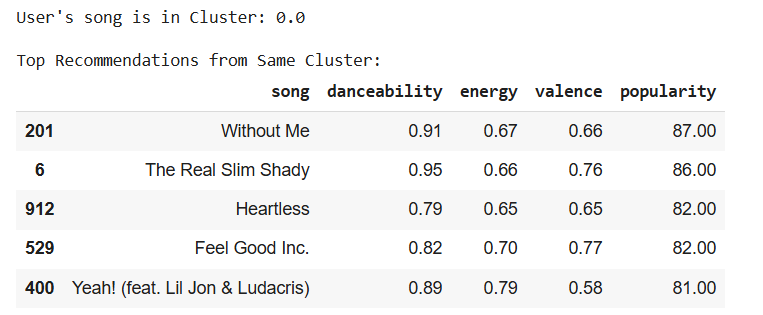 User's song is in Cluster: 0.0
Top Recommendations from Same Cluster:
song danceability energy valence popularity
201 Without Me 0.91 0.67 0.66 87.00
6 The Real Slim Shady 0.95 0.66 0.76 86.00
912 Heartless 0.79 0.65 0.65 82.00
529 Feel Good Inc. 0.82 0.70 0.77 82.00
400 Yeah! (feat. Lil Jon & Ludacris) 0.89 0.79 0.58 81.00